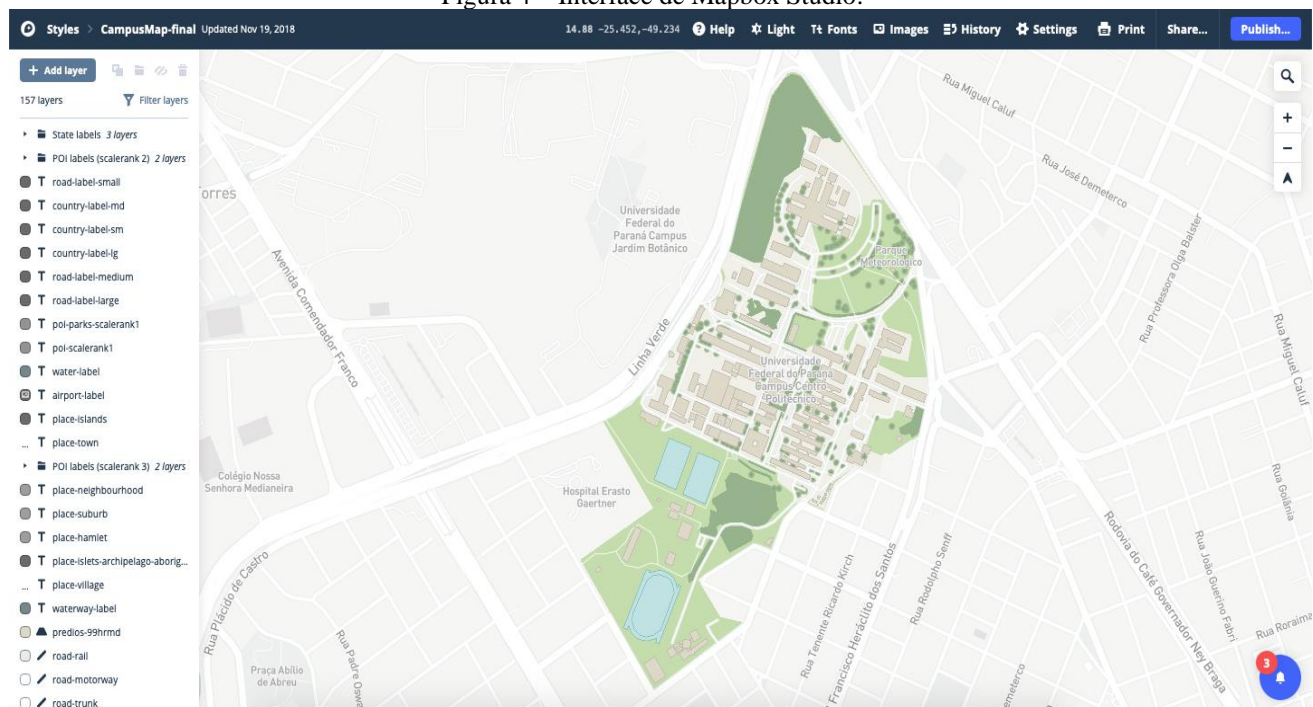 Figura 4 – Interface de Mapbox Studio.
Styles > CampusMap-final Updated Nov 19, 2018
14.88 -25.452,-49.234 Help Light Fonts Images History Settings Print Share... Publish...
+ Add layer
157 layers Filter layers
State labels 3 layers
POI labels (scalerank 2) 2 layers
T road-label-small
T country-label-md
T country-label-sm
T country-label-lg
T road-label-medium
T road-label-large
T poi-parks-scalerank1
T poi-scalerank1
T water-label
T airport-label
T place-islands
... T place-town
POI labels (scalerank 3) 2 layers
T place-neighbourhood
T place-suburb
T place-hamlet
T place-islets-archipelago-aborig...
... T place-village
T waterway-label
predios-99hrmd
road-rail
road-motorway
road-trunk
Torres
Avenida Comendador Franco
Universidade
Federal do
Paraná Campus
Jardim Botânico
Linha Verde
Parque
Meteorológico
Universidade
Federal do Paraná
Campus Centro
Politécnico
Rua Miguel Caluf
Rua José Demeterco
Rua Professora Olga Balster
Rua Miguel Caluf
Colégio Nossa
Senhora Medianeira
Hospital Erasto
Gaertner
Rua Plácido de Castro
Praça Abílio
de Abreu
Rua Padre Osw
Rua Tenente Ricardo Kirch
Francisco Heráclito dos Santos
Rua Rodolpho Senff
meterco
Rodovia do Café Governador Ney Braga
Rua Goiânia
Rua João Guerino Fabri
Rua Roraima
+
−
3